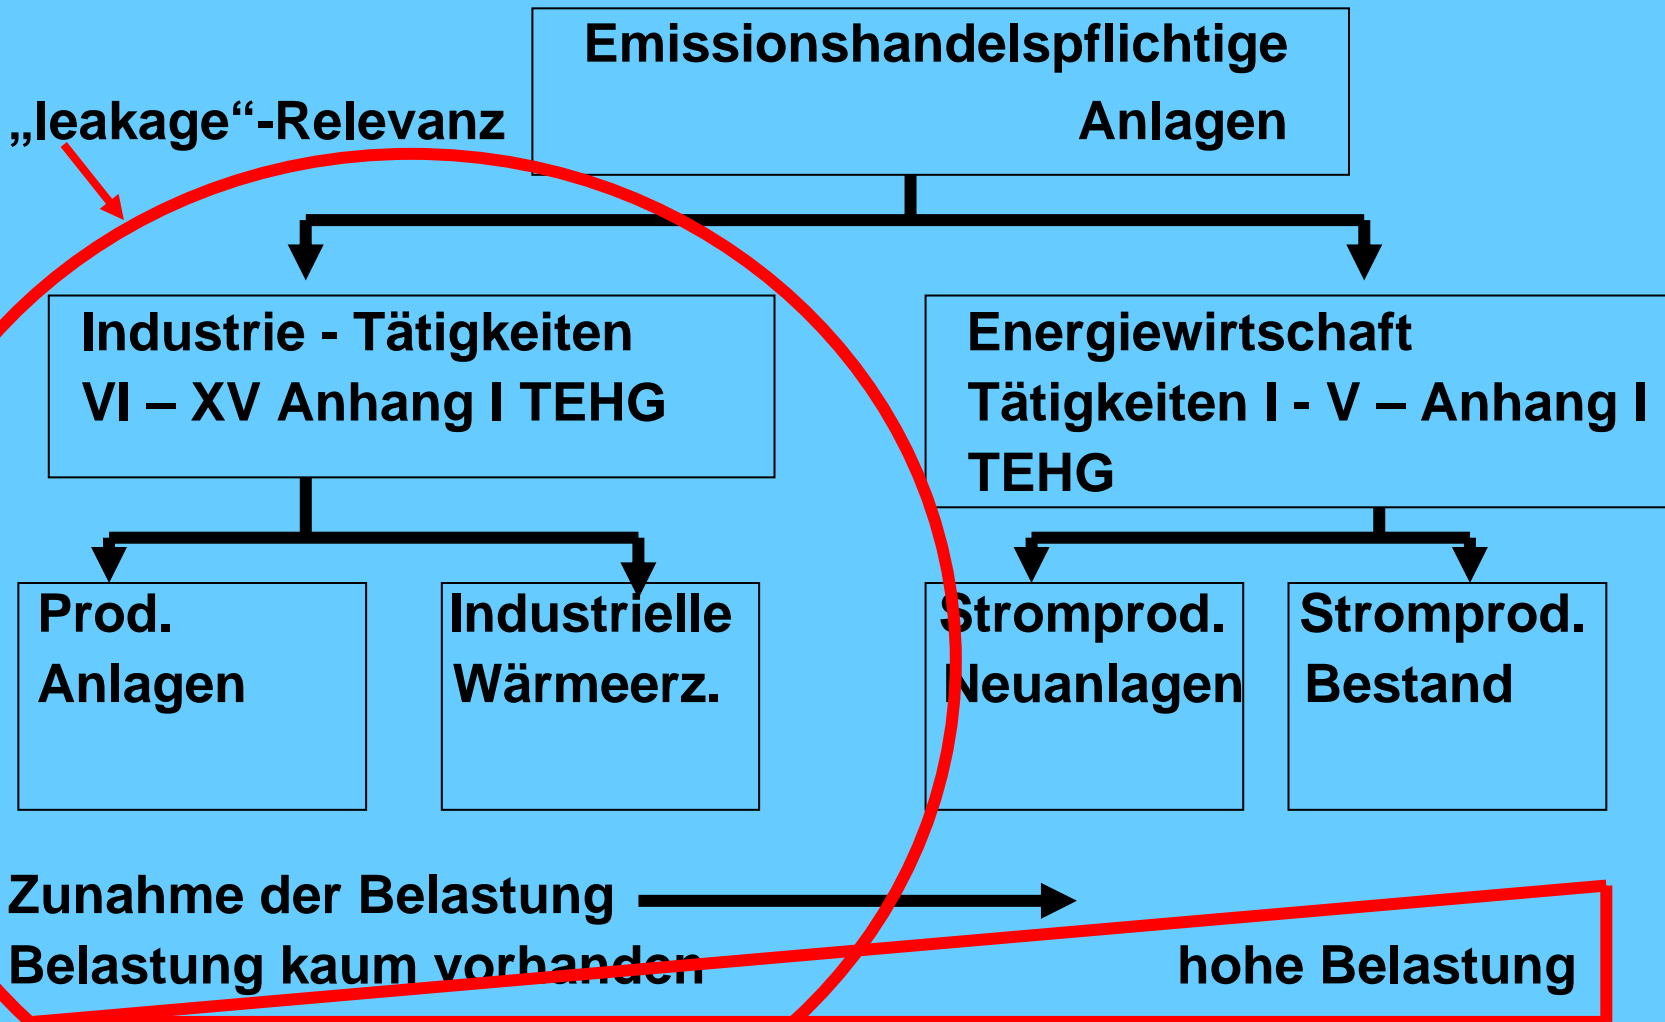 Emissionshandelspflichtige
Anlagen
„leakage“-Relevanz
Industrie - Tätigkeiten
VI – XV Anhang I TEHG
Energiewirtschaft
Tätigkeiten I - V – Anhang I
TEHG
Prod.
Anlagen
Industrielle
Wärmeerz.
Stromprod.
Neuanlagen
Stromprod.
Bestand
Zunahme der Belastung
Belastung kaum vorhanden
hohe Belastung